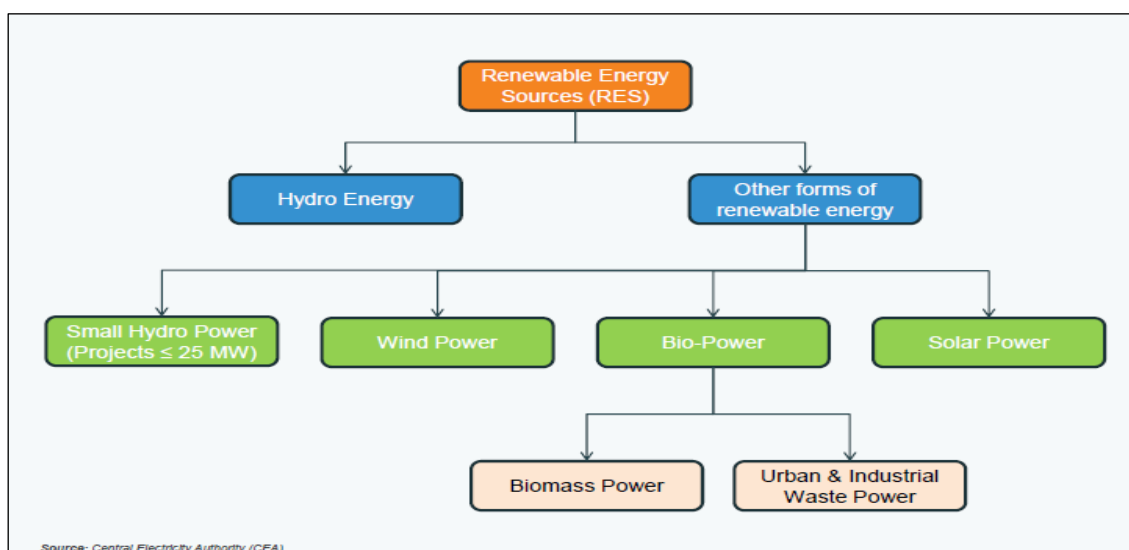 Renewable Energy
Sources (RES)
Hydro Energy
Other forms of
renewable energy
Small Hydro Power
(Projects ≤ 25 MW)
Wind Power
Bio-Power
Solar Power
Biomass Power
Urban & Industrial
Waste Power
Source: Central Electricity Authority (CEA)